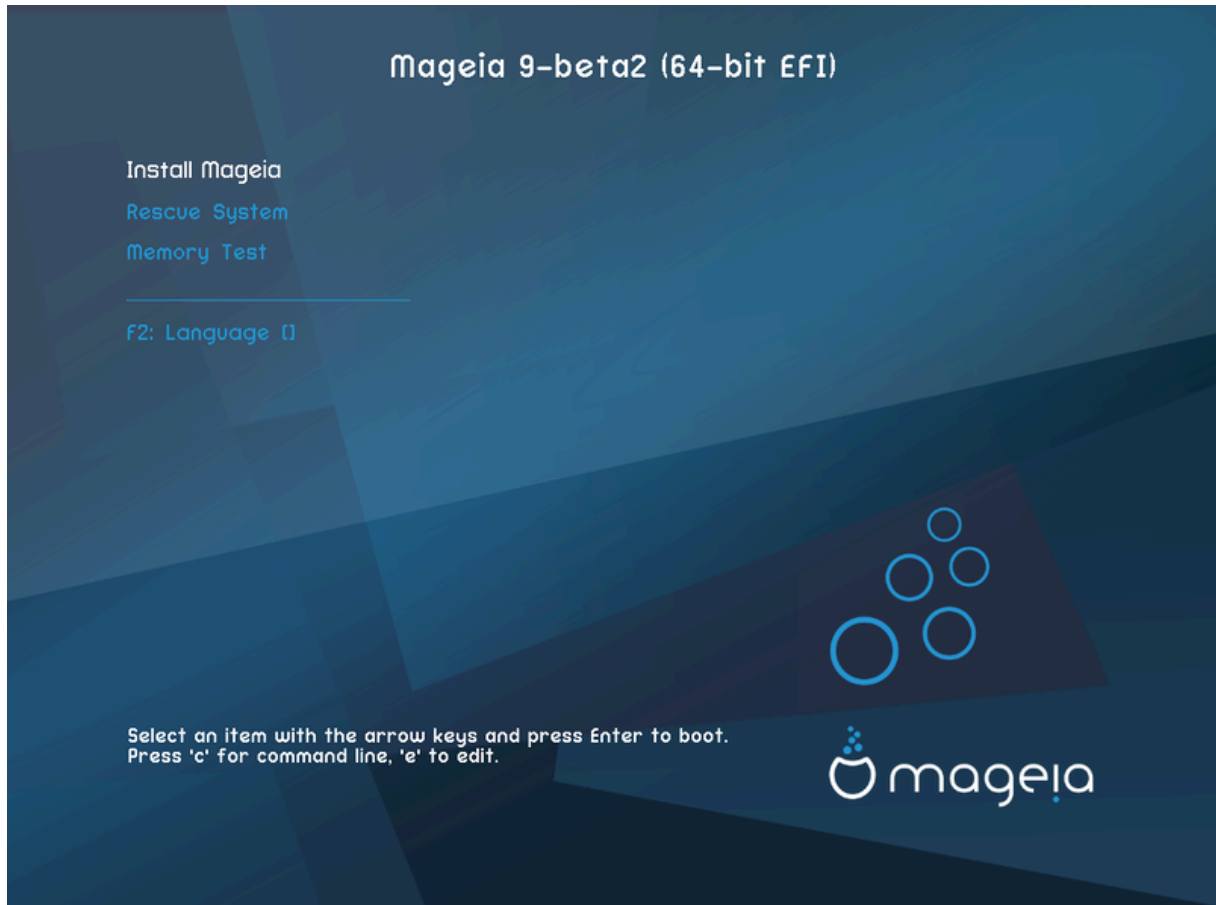 Mageia 9-beta2 (64-bit EFI)
Install Mageia
Rescue System
Memory Test
F2: Language []
Select an item with the arrow keys and press Enter to boot.
Press 'c' for command line, 'e' to edit.
mageia